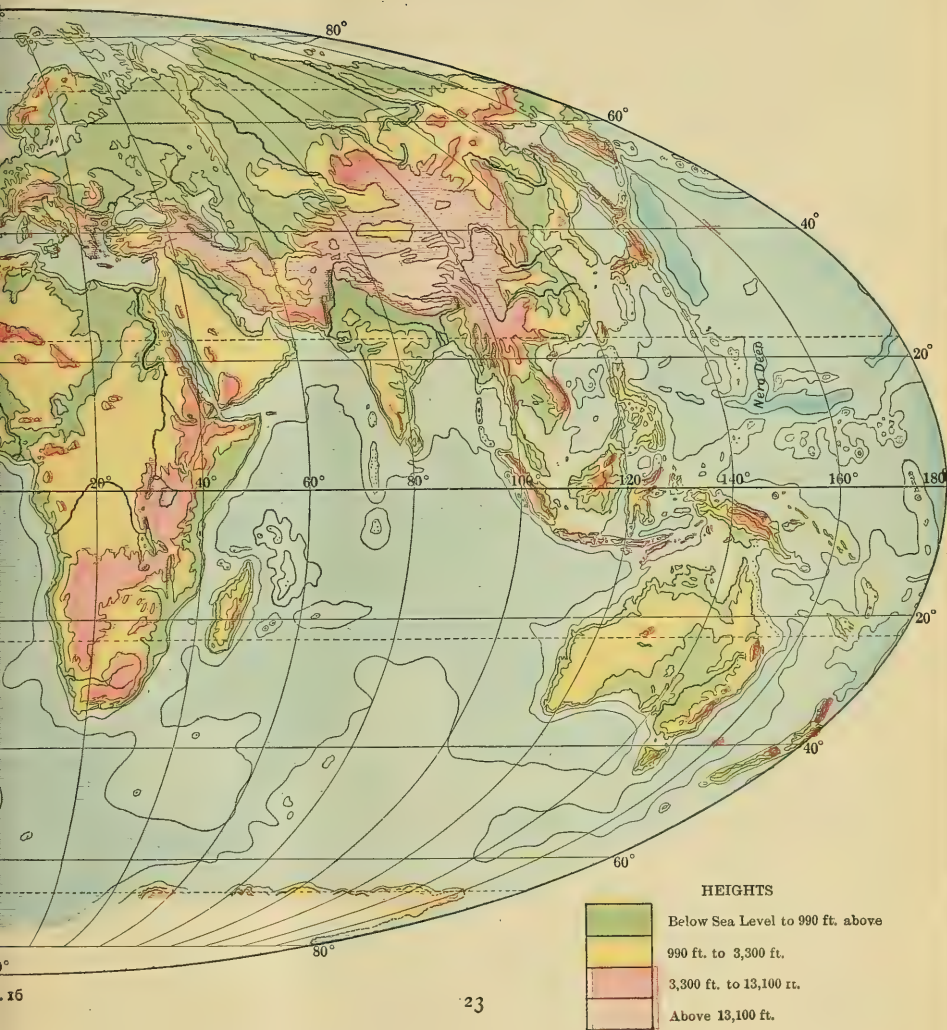 80°
60°
40°
20°
Nero Deep
20° 40° 60° 80° 100° 120° 140° 160° 180°
20°
40°
60°
80°
0°
. 16
23
HEIGHTS
Below Sea Level to 990 ft. above
990 ft. to 3,300 ft.
3,300 ft. to 13,100 ft.
Above 13,100 ft.